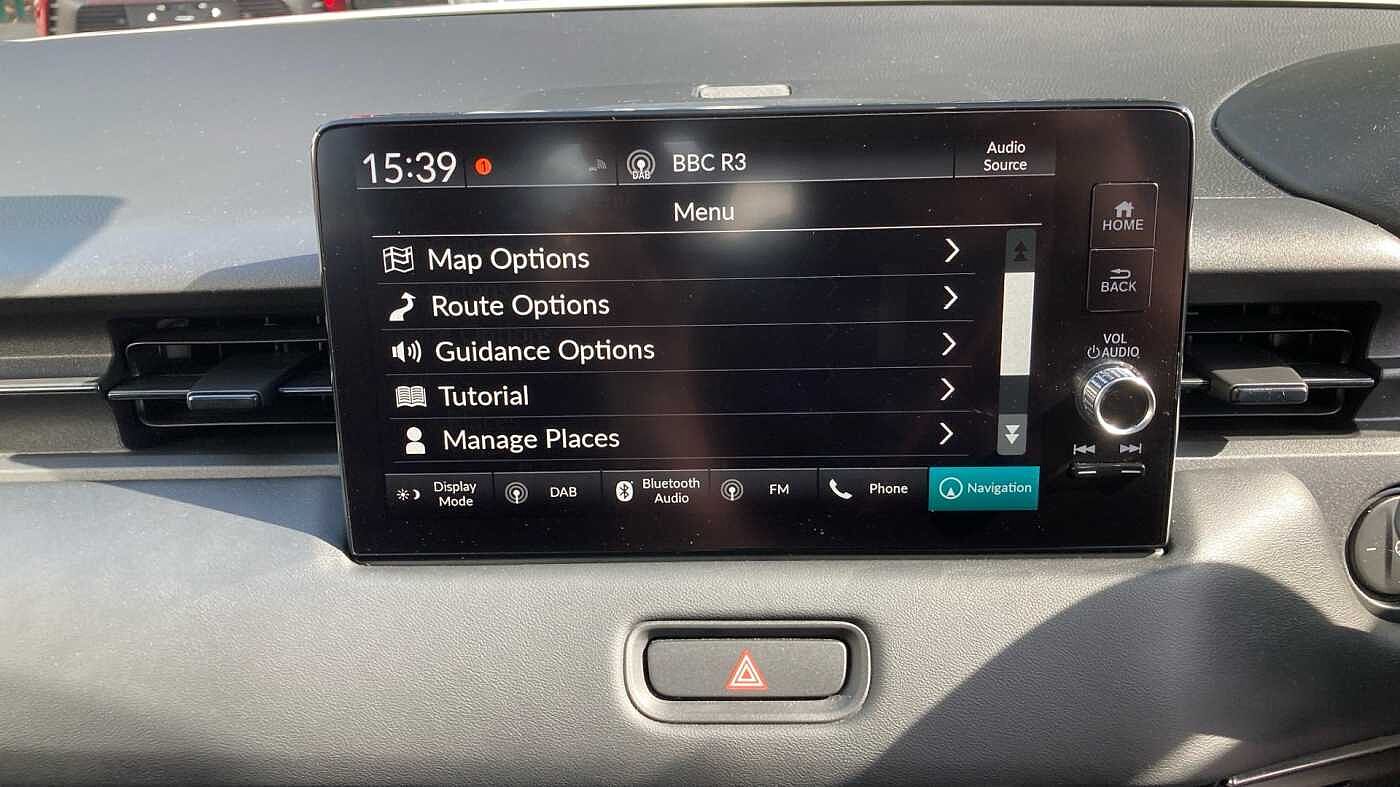 15:39
1
DAB
BBC R3
Audio
Source
Menu
HOME
BACK
VOL
AUDIO
Map Options
Route Options
Guidance Options
Tutorial
Manage Places
Display
Mode
DAB
Bluetooth
Audio
FM
Phone
Navigation